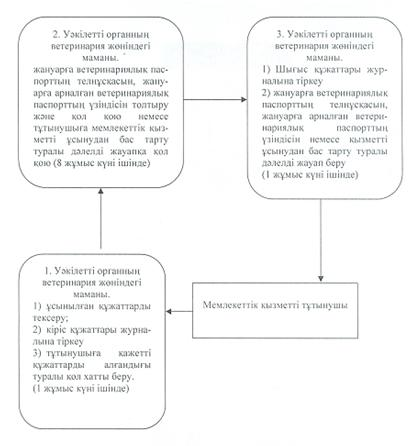 2. Уәкілетті органның
ветеринария жөніндегі
маманы.
жануарға ветеринариялық пас-
порттың телнұсқасын, жану-
арға арналған ветеринариялық
паспорттың үзіндісін толтыру
және қол қою немесе
тұтынушыға мемлекеттік қыз-
метті ұсынудан бас тарту
туралы дәлелді жауапқа қол
қою (8 жұмыс күні ішінде)
3. Уәкілетті органның
ветеринария жөніндегі
маманы.
1) Шығыс құжаттары жур-
налына тіркеу
2) жануарға ветеринариялық
паспорттың телнұсқасын,
жануарға арналған ветери-
нариялық паспорттың
үзіндісін немесе қызметті
ұсынудан бас тарту туралы
дәлелді жауап беру
(1 жұмыс күні ішінде)
1. Уәкілетті органның
ветеринария жөніндегі
маманы.
1) ұсынылған құжаттарды
тексеру;
2) кіріс құжаттары журна-
лына тіркеу
3) тұтынушыға қажетті
құжаттарды алғандығы
туралы қол хатты беру.
(1 жұмыс күні ішінде)
Мемлекеттік қызметті тұтынушы